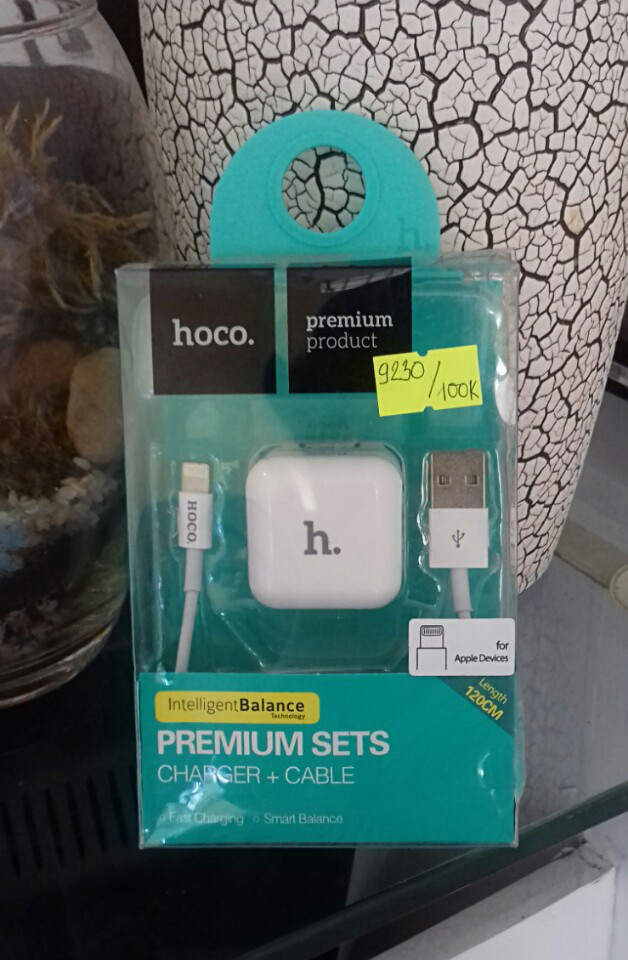 h.
hoco.
premium
product
9230/100K
HOCO.
h.
for
Apple Devices
Length
120CM
IntelligentBalance
Technology
PREMIUM SETS
CHARGER + CABLE
Fast Charging Smart Balance